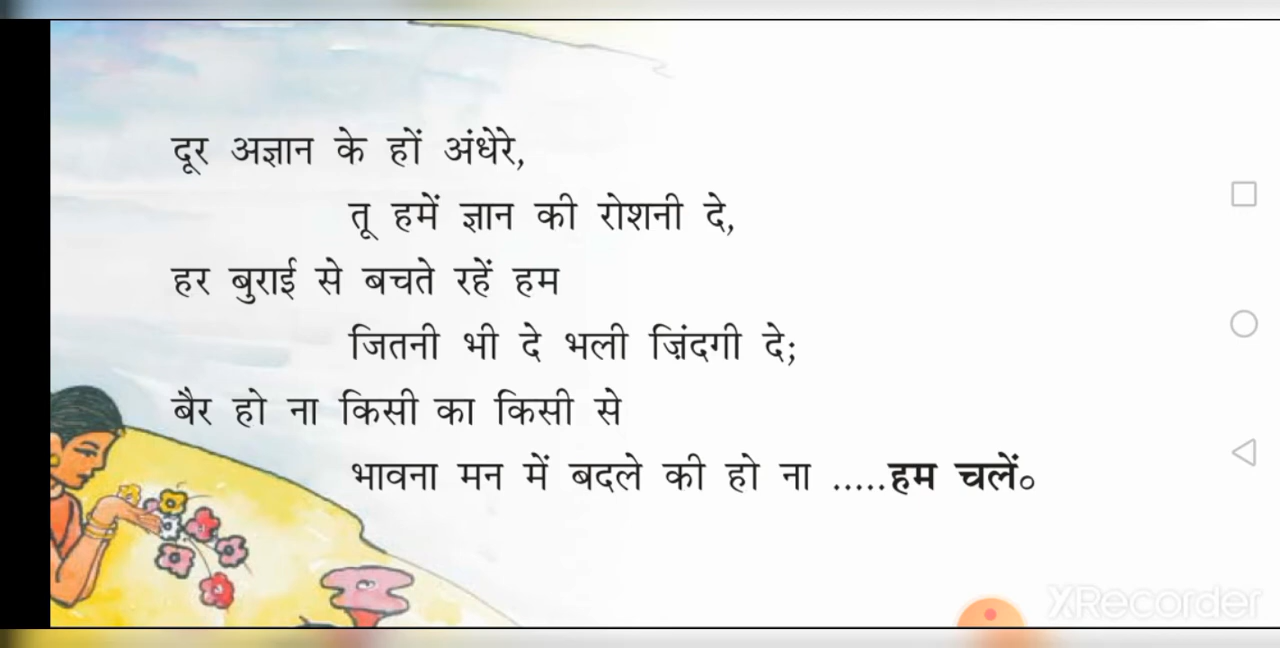 दूर अज्ञान के हों अंधेरे,
तू हमें ज्ञान की रोशनी दे,
हर बुराई से बचते रहें हम
जितनी भी दे भली ज़िंदगी दे;
बैर हो ना किसी का किसी से
भावना मन में बदले की हो ना .....हम चलें॰
XRecorder